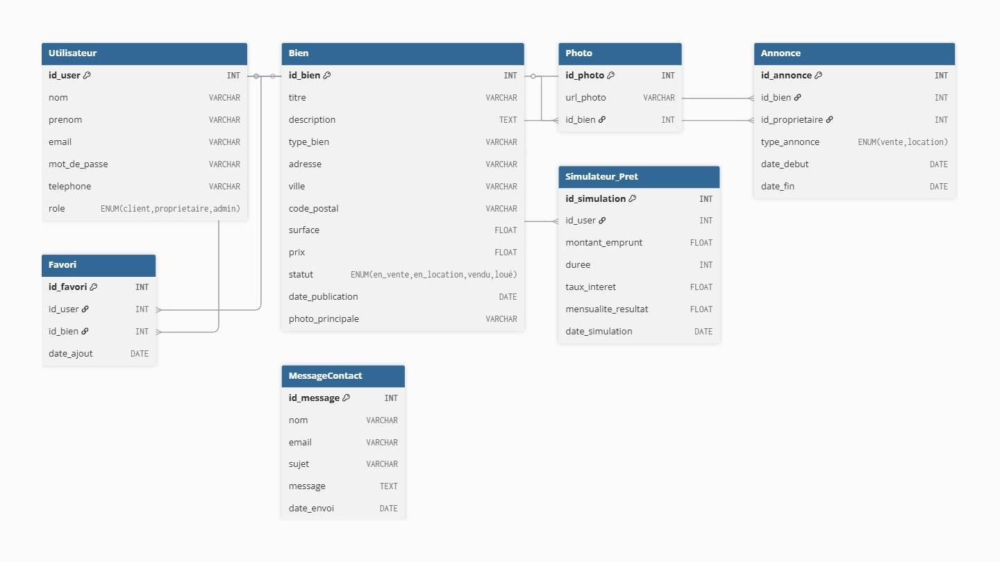 Utilisateur
id_user INT
nom VARCHAR
prenom VARCHAR
email VARCHAR
mot_de_passe VARCHAR
telephone VARCHAR
role ENUM(client,proprietaire,admin)
Bien
id_bien INT
titre VARCHAR
description TEXT
type_bien VARCHAR
adresse VARCHAR
ville VARCHAR
code_postal VARCHAR
surface FLOAT
prix FLOAT
statut ENUM(en_vente,en_location,vendu,loué)
date_publication DATE
photo_principale VARCHAR
Photo
id_photo INT
url_photo VARCHAR
id_bien INT
Annonce
id_annonce INT
id_bien INT
id_proprietaire INT
type_annonce ENUM(vente,location)
date_debut DATE
date_fin DATE
Simulateur_Pret
id_simulation INT
id_user INT
montant_emprunt FLOAT
duree INT
taux_interet FLOAT
mensualite_resultat FLOAT
date_simulation DATE
Favori
id_favori INT
id_user INT
id_bien INT
date_ajout DATE
MessageContact
id_message INT
nom VARCHAR
email VARCHAR
sujet VARCHAR
message TEXT
date_envoi DATE